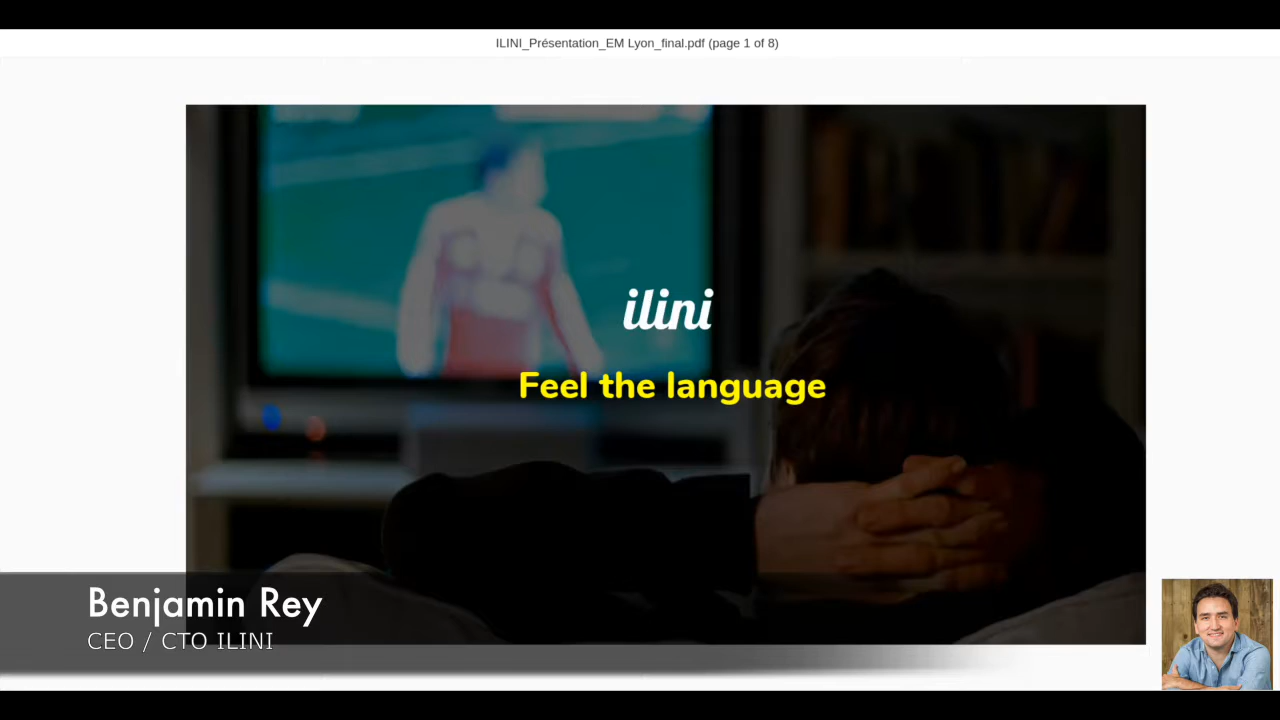 ILINI_Présentation_EM Lyon_final.pdf (page 1 of 8)
ilini
Feel the language
Benjamin Rey
CEO / CTO ILINI